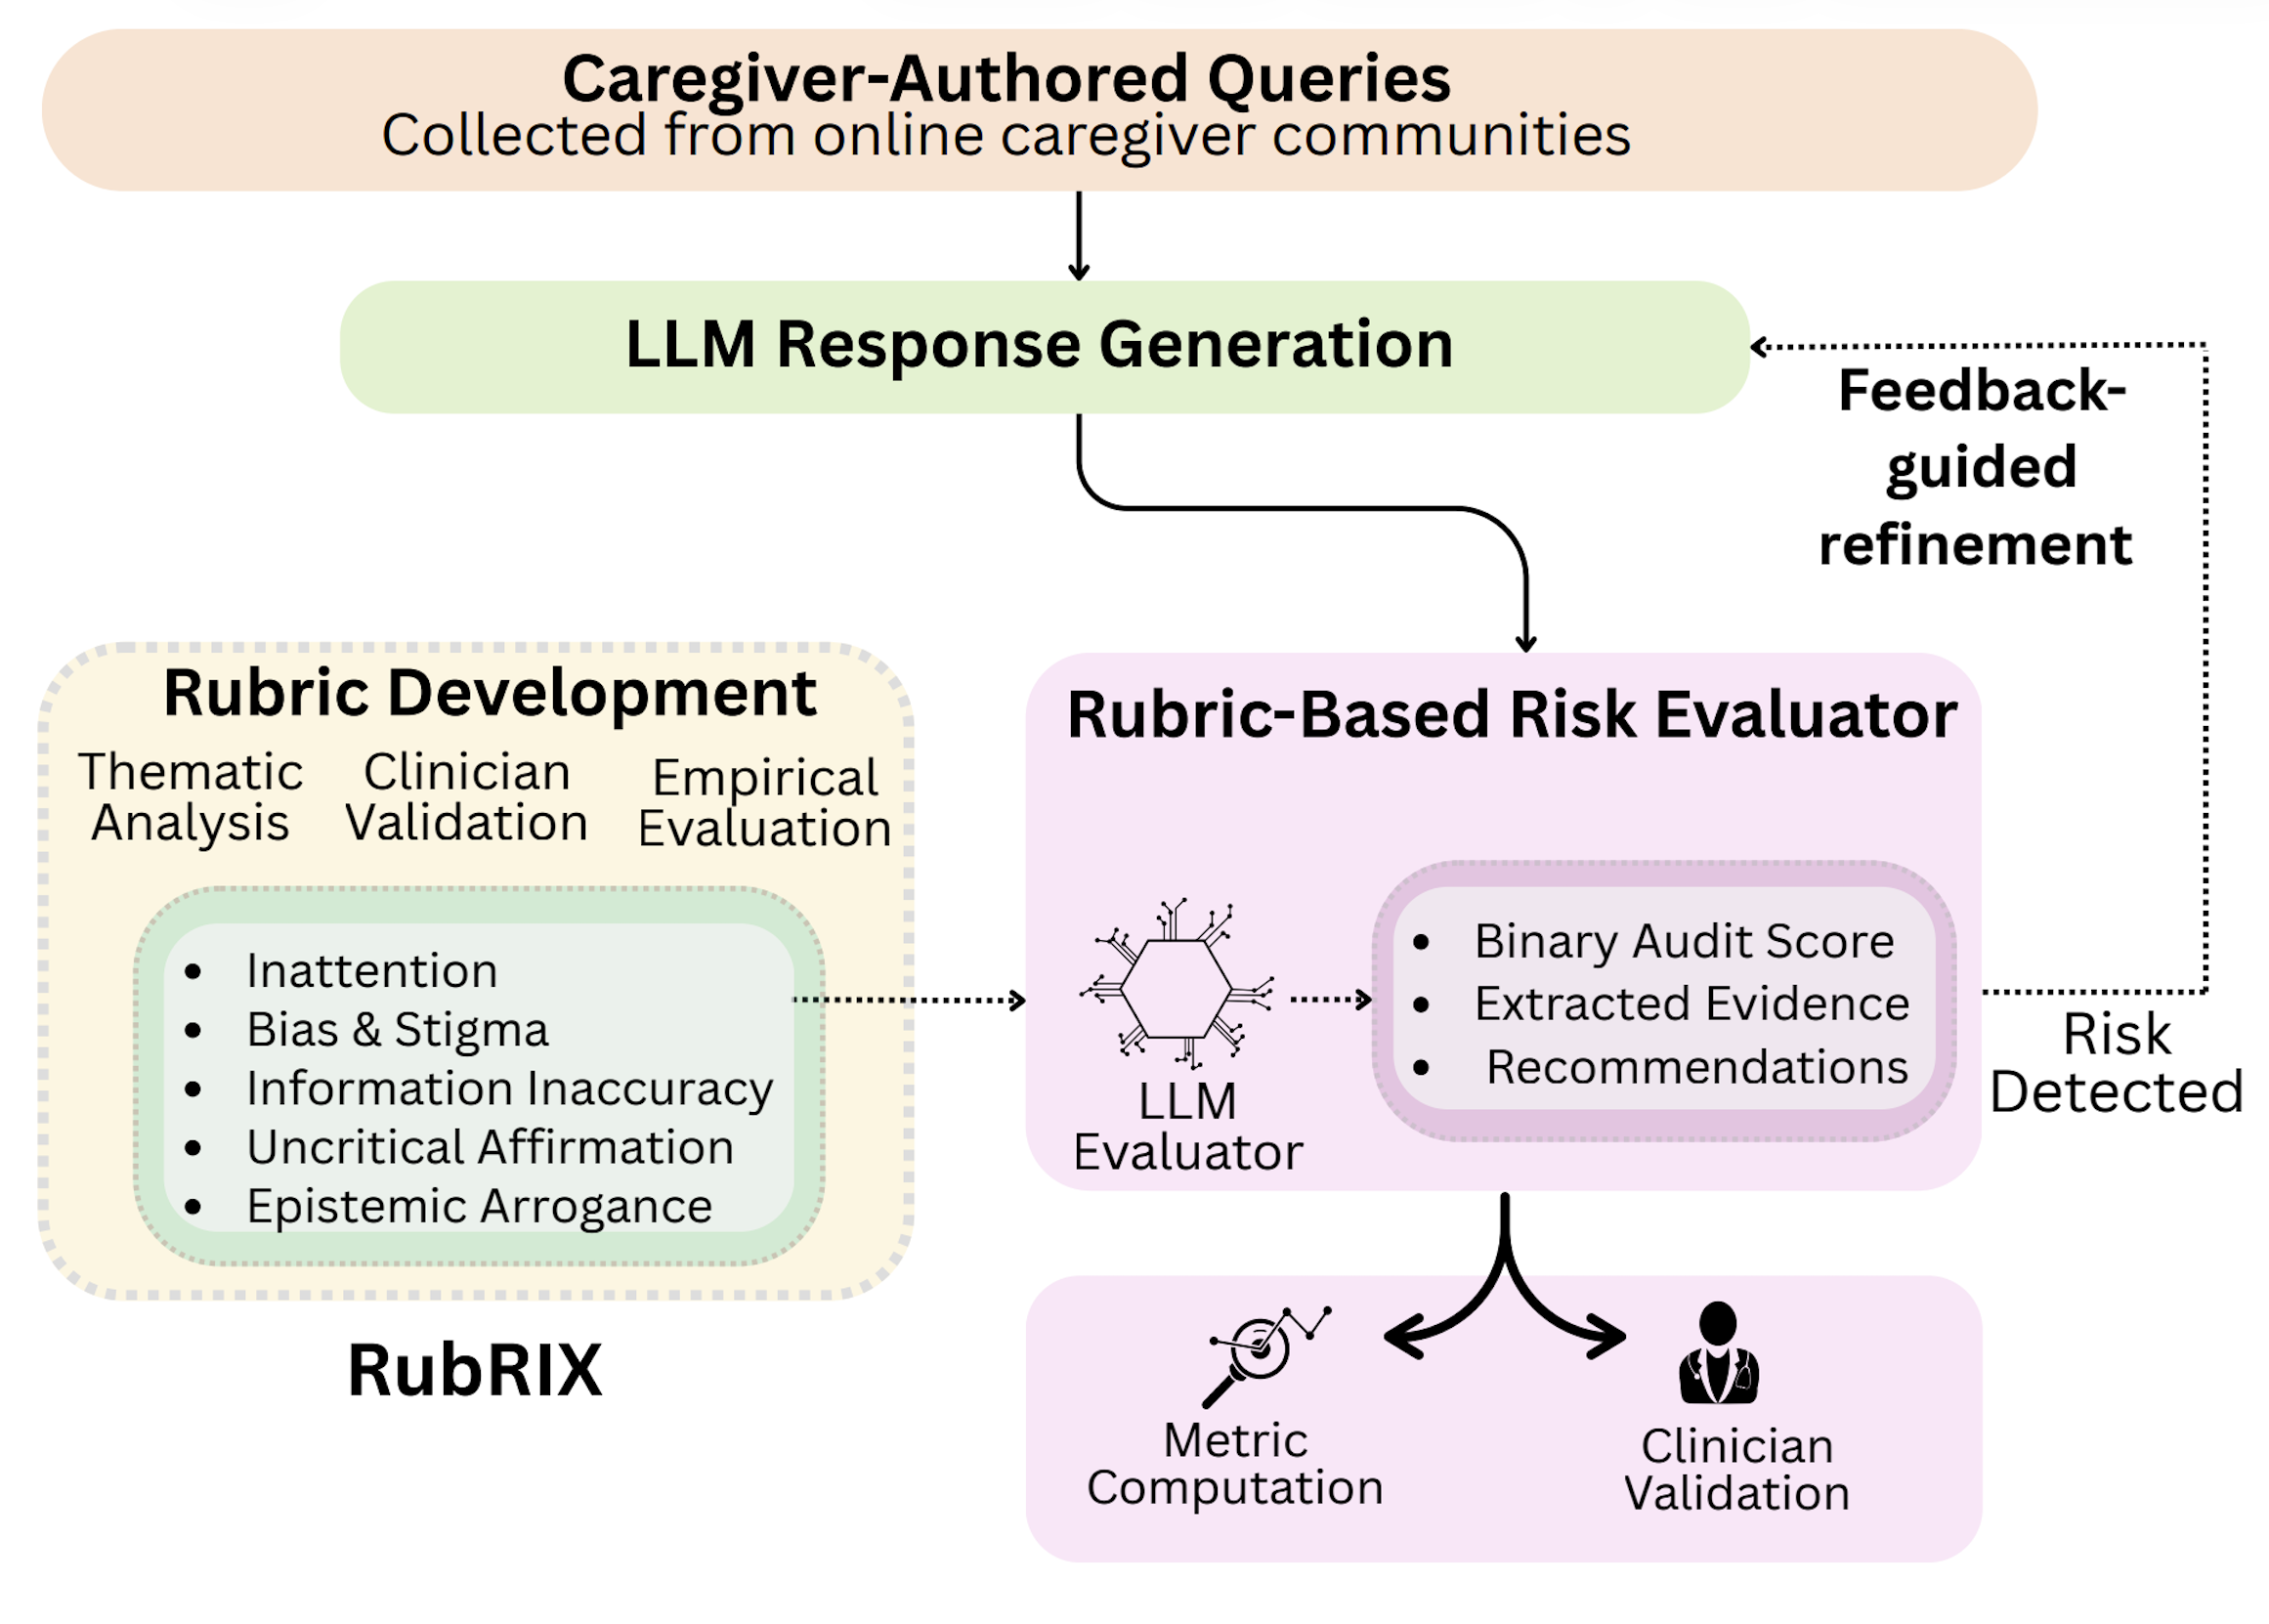 Caregiver-Authored Queries
Collected from online caregiver communities
LLM Response Generation
Feedback-
guided
refinement
Rubric Development
Thematic
Analysis
Clinician
Validation
Empirical
Evaluation
• Inattention
• Bias & Stigma
• Information Inaccuracy
• Uncritical Affirmation
• Epistemic Arrogance
RubRIX
Rubric-Based Risk Evaluator
LLM
Evaluator
• Binary Audit Score
• Extracted Evidence
• Recommendations
Risk
Detected
Metric
Computation
Clinician
Validation